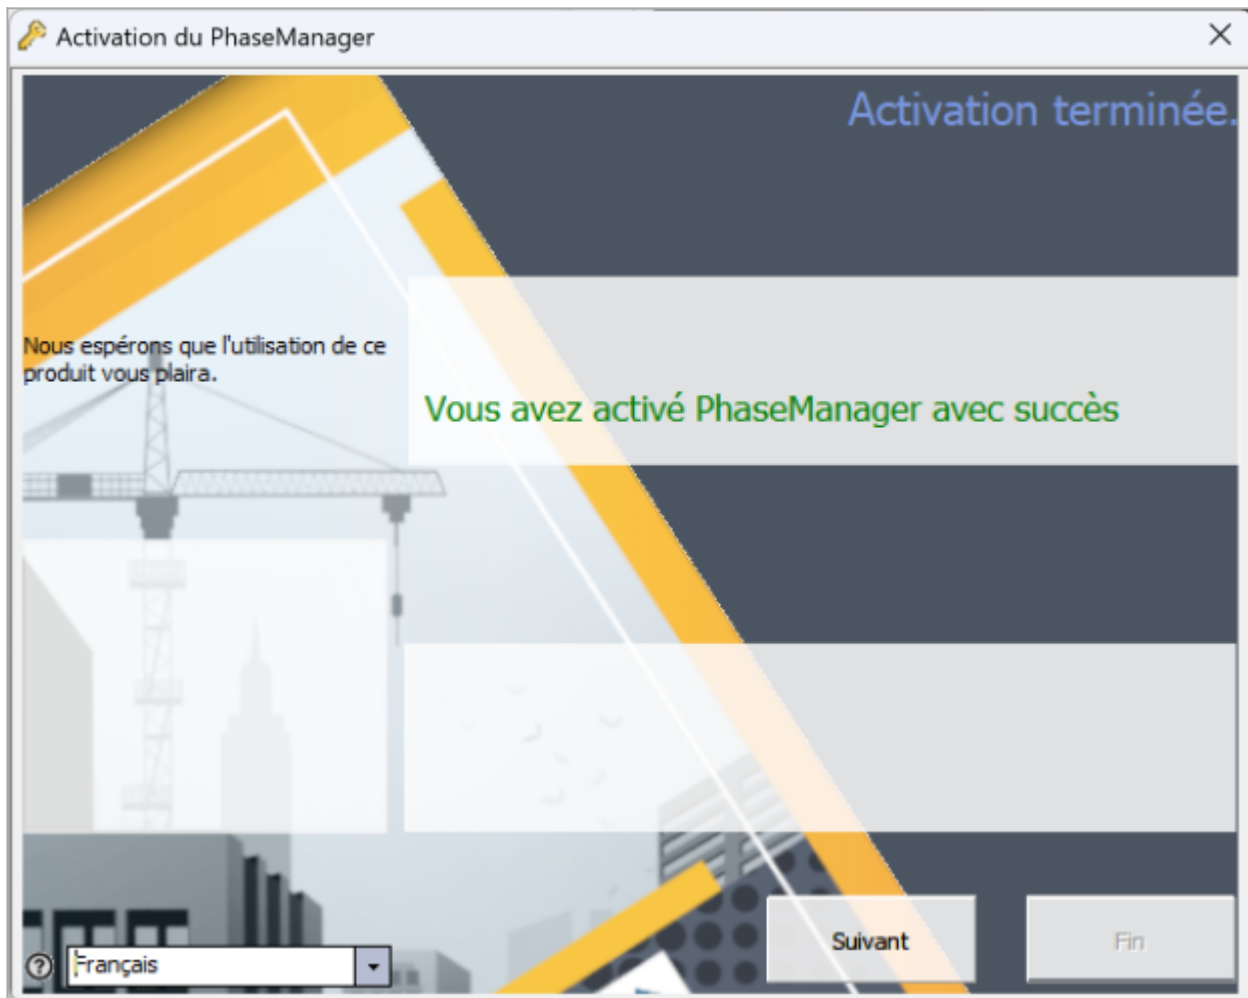 Activation du PhaseManager
Activation terminée.
Nous espérons que l'utilisation de ce
produit vous plaira.
Vous avez activé PhaseManager avec succès
Suivant
Fin
?
Français